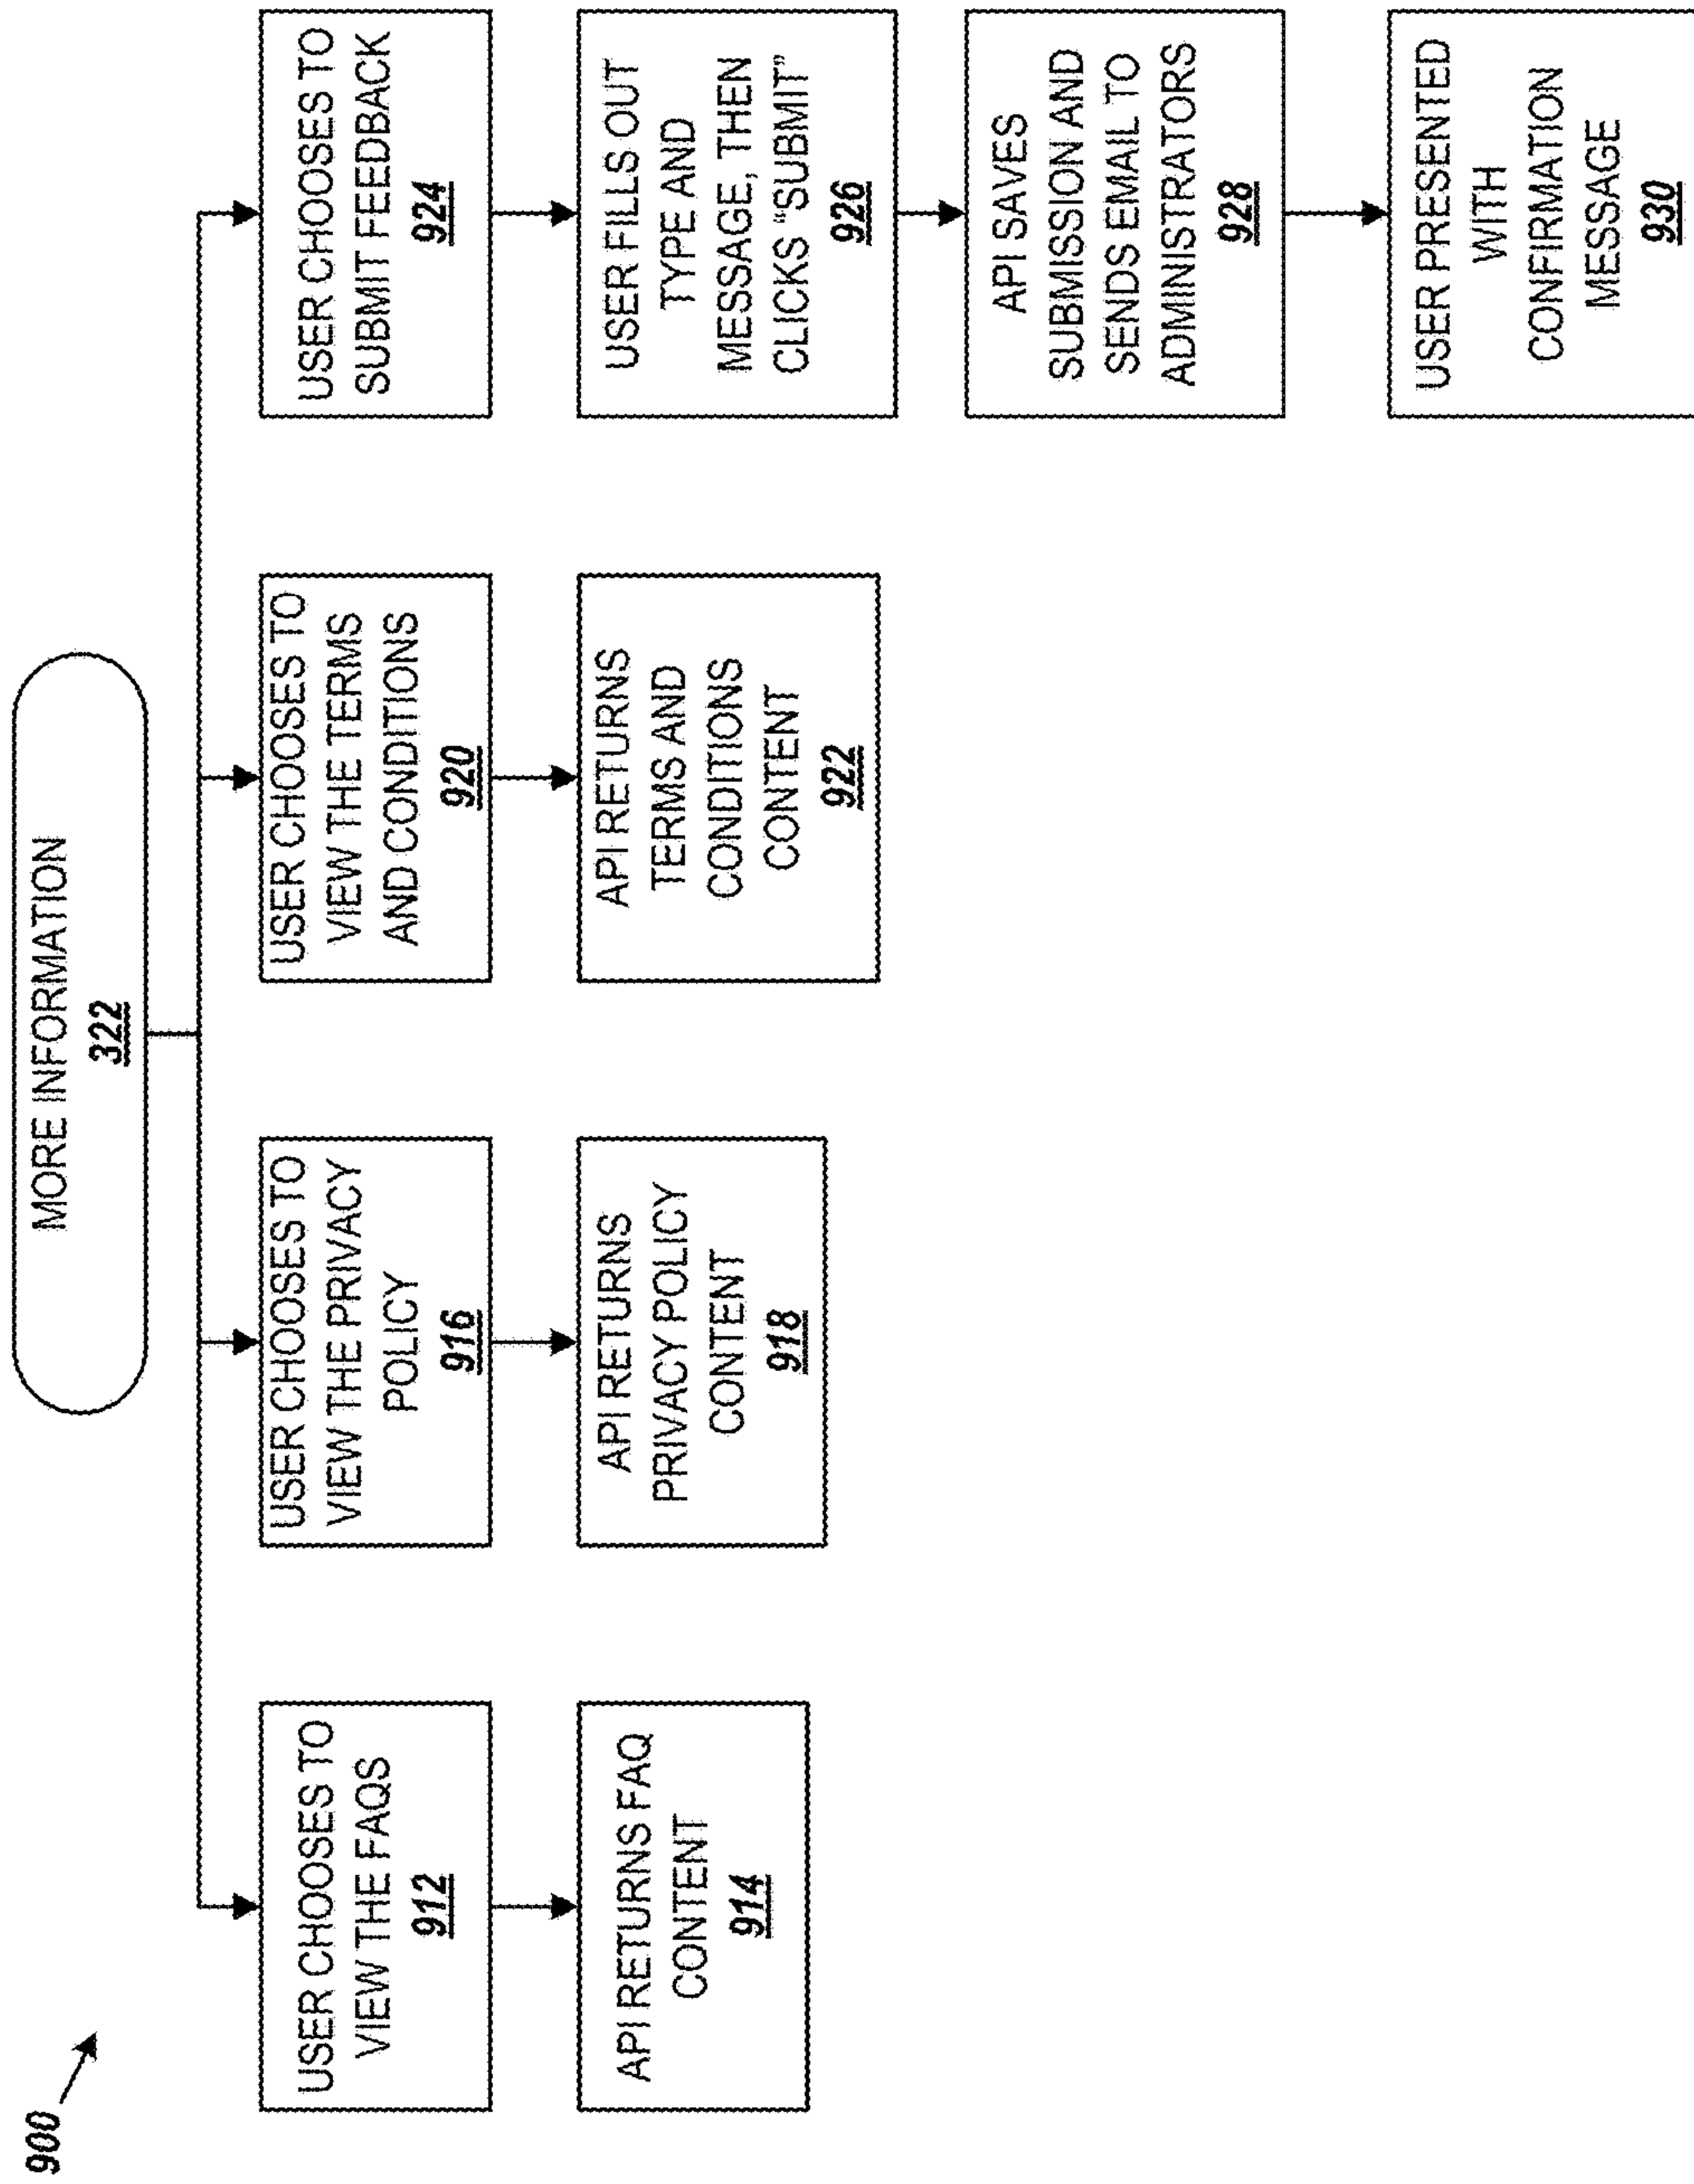 900
MORE INFORMATION
322
USER CHOOSES TO
VIEW THE FAQS
912
API RETURNS FAQ
CONTENT
914
USER CHOOSES TO
VIEW THE PRIVACY
POLICY
916
API RETURNS
PRIVACY POLICY
CONTENT
918
USER CHOOSES TO
VIEW THE TERMS
AND CONDITIONS
920
API RETURNS
TERMS AND
CONDITIONS
CONTENT
922
USER CHOOSES TO
SUBMIT FEEDBACK
924
USER FILLS OUT
TYPE AND
MESSAGE, THEN
CLICKS “SUBMIT”
926
API SAVES
SUBMISSION AND
SENDS EMAIL TO
ADMINISTRATORS
928
USER PRESENTED
WITH
CONFIRMATION
MESSAGE
930